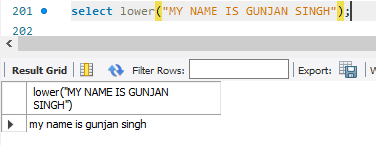 201 select lower("MY NAME IS GUNJAN SINGH");
202
Result Grid Filter Rows: Export:
lower("MY NAME IS GUNJAN
SINGH")
my name is gunjan singh